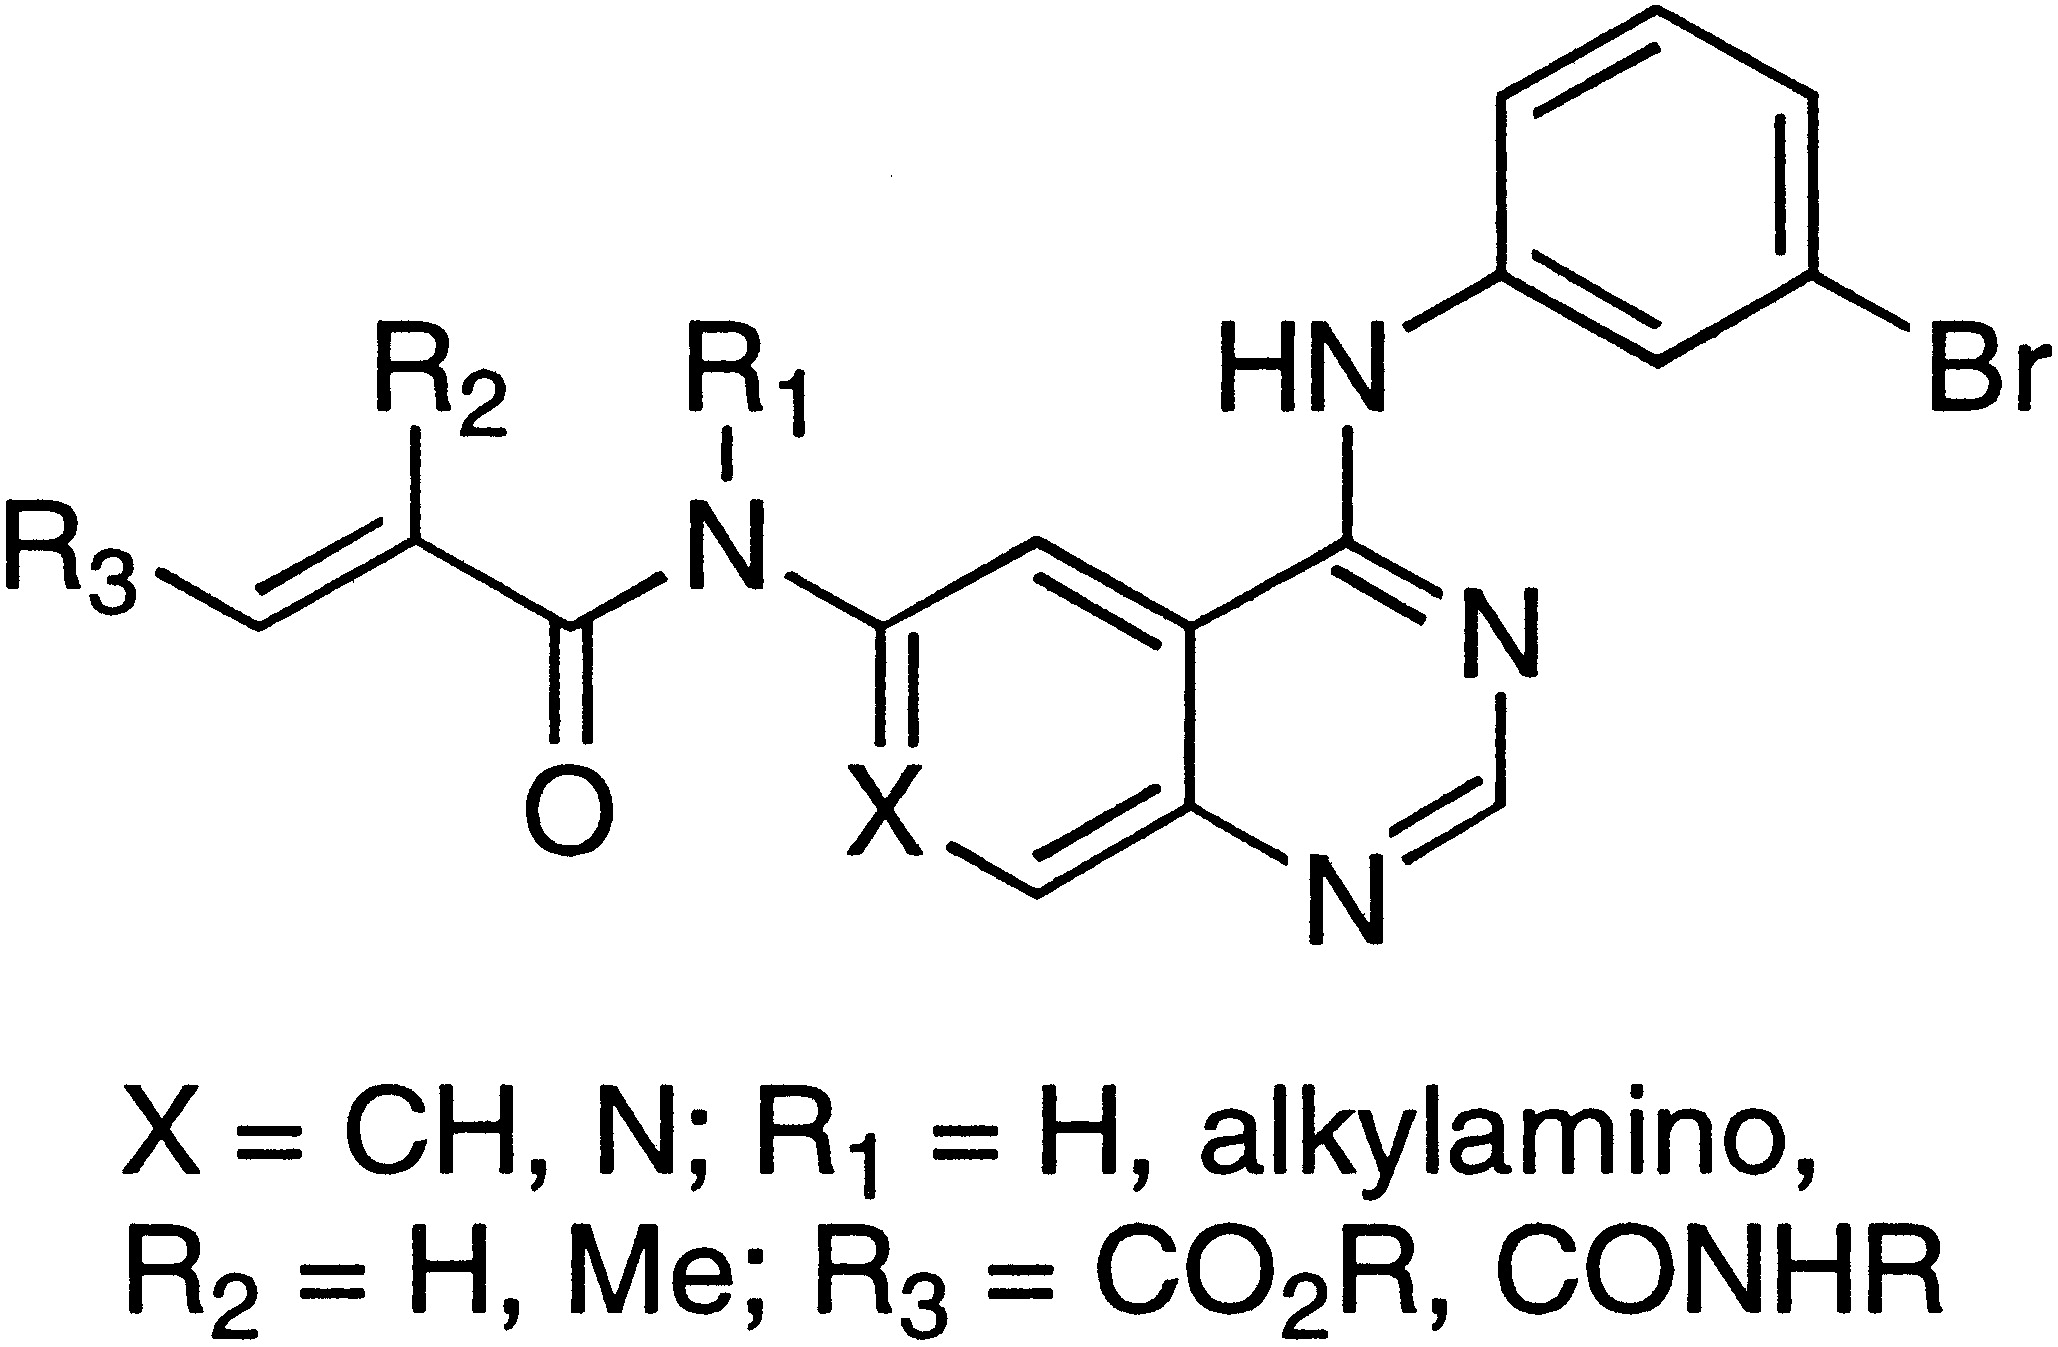 R2 R1 HN Br
R3 N N
O X N
X = CH, N; R1 = H, alkylamino,
R2 = H, Me; R3 = CO2R, CONHR